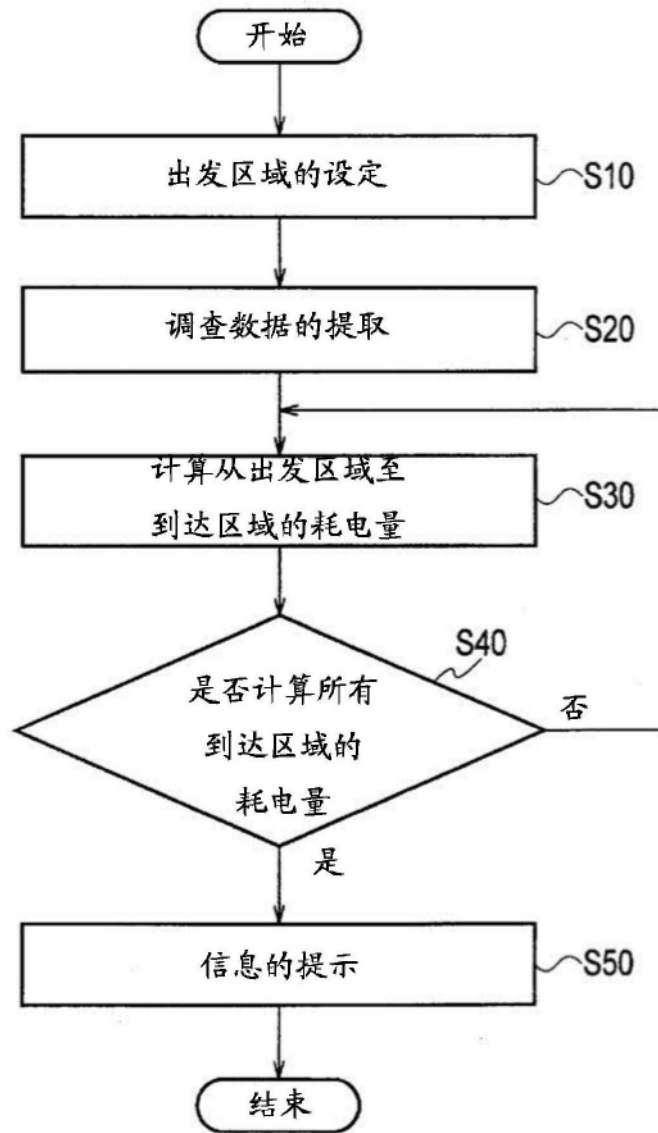 开始
出发区域的设定
S10
调查数据的提取
S20
计算从出发区域至
到达区域的耗电量
S30
S40
是否计算所有
到达区域的
耗电量
否
是
信息的提示
S50
结束